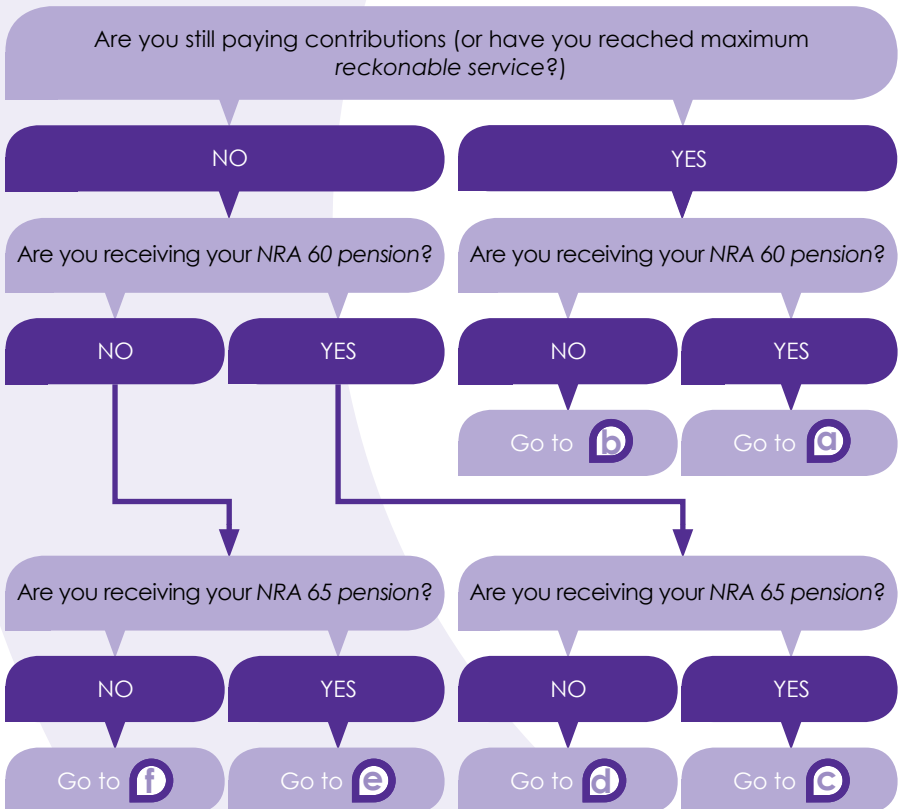 Are you still paying contributions (or have you reached maximum
reckonable service?)
NO
YES
Are you receiving your NRA 60 pension?
Are you receiving your NRA 60 pension?
NO
YES
NO
YES
Go to b
Go to a
Are you receiving your NRA 65 pension?
Are you receiving your NRA 65 pension?
NO
YES
NO
YES
Go to f
Go to e
Go to d
Go to c